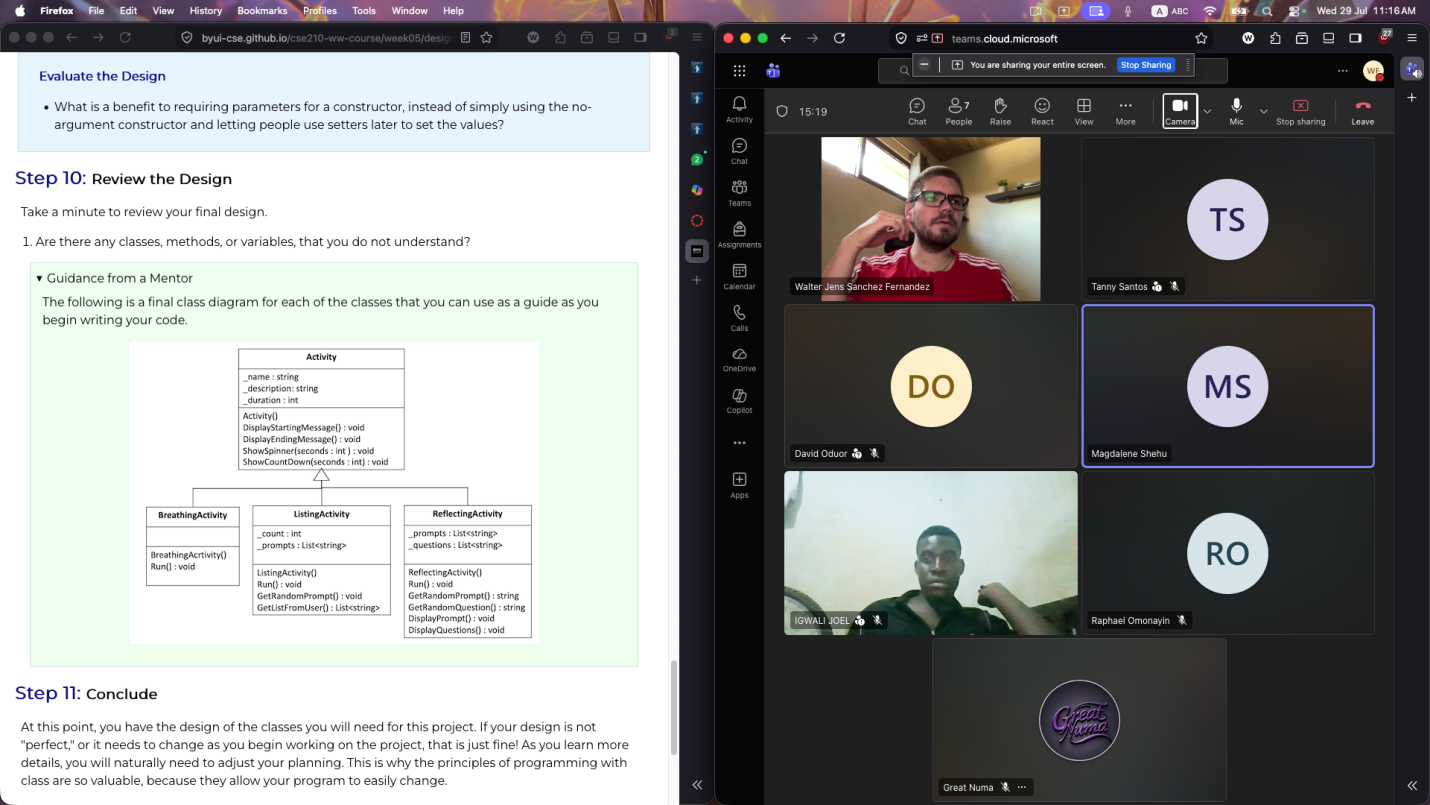 Firefox File Edit View History Bookmarks Profiles Tools Window Help
A ABC
Wed 29 Jul 11:16 AM
byui-cse.github.io/cse210-ww-course/week05/design
Evaluate the Design
• What is a benefit to requiring parameters for a constructor, instead of simply using the no-
argument constructor and letting people use setters later to set the values?
Step 10: Review the Design
Take a minute to review your final design.
1. Are there any classes, methods, or variables, that you do not understand?
▾ Guidance from a Mentor
The following is a final class diagram for each of the classes that you can use as a guide as you
begin writing your code.
Activity
_name : string
_description: string
_duration : int
Activity()
DisplayStartingMessage() : void
DisplayEndingMessage() : void
ShowSpinner(seconds : int ) : void
ShowCountDown(seconds : int) : void
BreathingActivity
BreathingAcrtivity()
Run() : void
ListingActivity
_count : int
_prompts : List<string>
ListingActivity()
Run() : void
GetRandomPrompt() : void
GetListFromUser() : List<string>
ReflectingActivity
_prompts : List<string>
_questions : List<string>
ReflectingActivity()
Run() : void
GetRandomPrompt() : string
GetRandomQuestion() : string
DisplayPrompt() : void
DisplayQuestions() : void
Step 11: Conclude
At this point, you have the design of the classes you will need for this project. If your design is not
"perfect," or it needs to change as you begin working on the project, that is just fine! As you learn more
details, you will naturally need to adjust your planning. This is why the principles of programming with
class are so valuable, because they allow your program to easily change.
2
teams.cloud.microsoft
27
You are sharing your entire screen. Stop Sharing
WF
Activity
Chat
Teams
Assignments
Calendar
Calls
OneDrive
Copilot
Apps
15:19
Chat
7
People
Raise
React
View
More
Camera
Mic
Stop sharing
Leave
Walter Jens Sanchez Fernandez
TS
Tanny Santos
DO
David Oduor
MS
Magdalene Shehu
IGWALI JOEL
RO
Raphael Omonayin
Great Numa
Great Numa